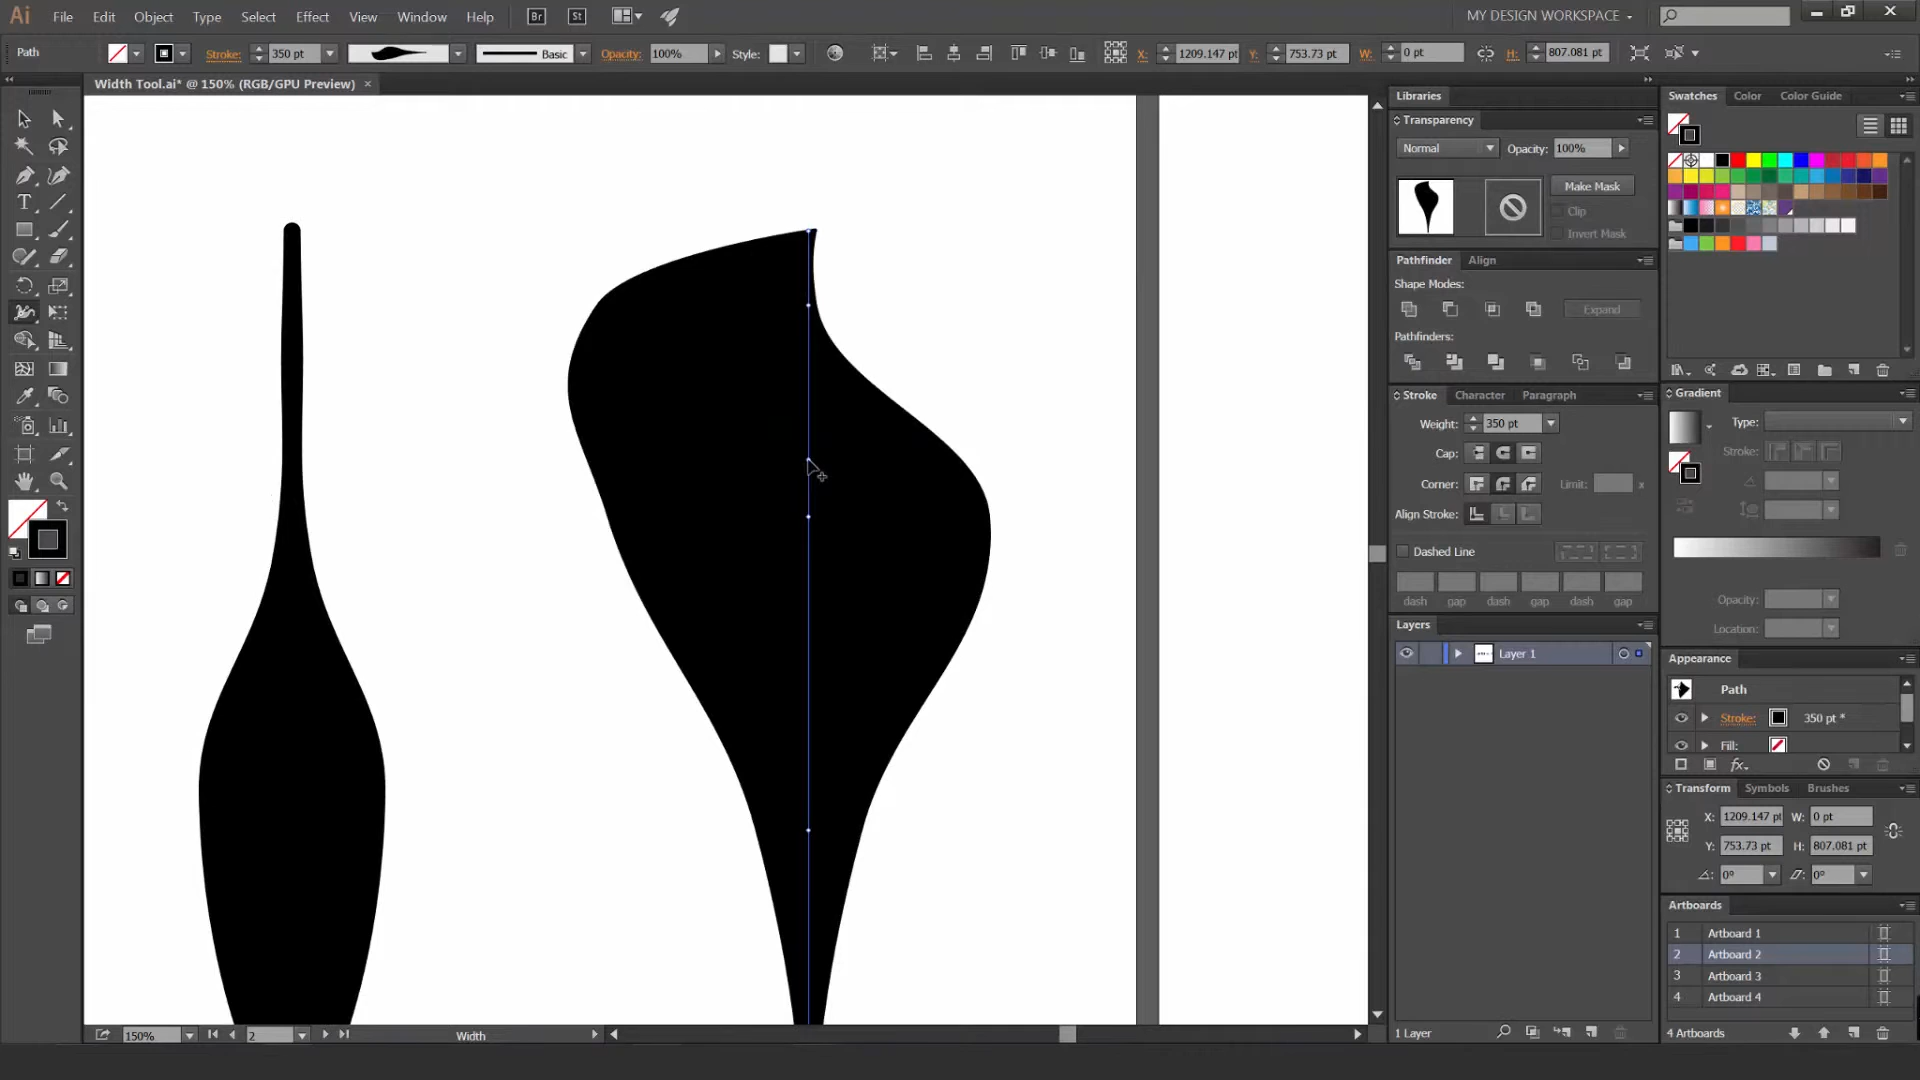 Ai File Edit Object Type Select Effect View Window Help Br St MY DESIGN WORKSPACE
Path Stroke: 350 pt Basic Opacity: 100% Style: X: 1209.147 pt Y: 753.73 pt W: 0 pt H: 807.081 pt
Width Tool.ai* @ 150% (RGB/GPU Preview) ×
Libraries
Transparency
Normal Opacity: 100%
Make Mask
Clip
Invert Mask
Pathfinder Align
Shape Modes:
Expand
Pathfinders:
Stroke Character Paragraph
Weight: 350 pt
Cap:
Corner: Limit: x
Align Stroke:
Dashed Line
dash gap dash gap dash gap
Layers
Layer 1
1 Layer
Swatches Color Color Guide
Gradient
Type:
Stroke:
Opacity:
Location:
Appearance
Path
Stroke: 350 pt *
Fill:
fx
Transform Symbols Brushes
X: 1209.147 pt W: 0 pt
Y: 753.73 pt H: 807.081 pt
0° 0°
Artboards
1 Artboard 1
2 Artboard 2
3 Artboard 3
4 Artboard 4
4 Artboards
150% 2 Width